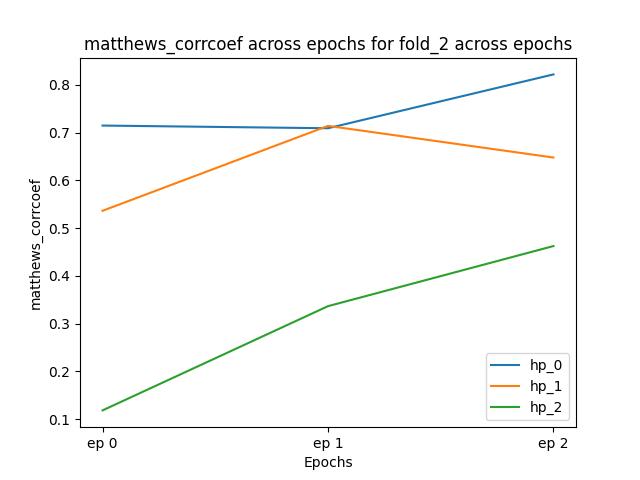 matthews_corrcoef across epochs for fold_2 across epochs
matthews_corrcoef
0.8
0.7
0.6
0.5
0.4
0.3
0.2
0.1
ep 0
ep 1
ep 2
Epochs
hp_0
hp_1
hp_2